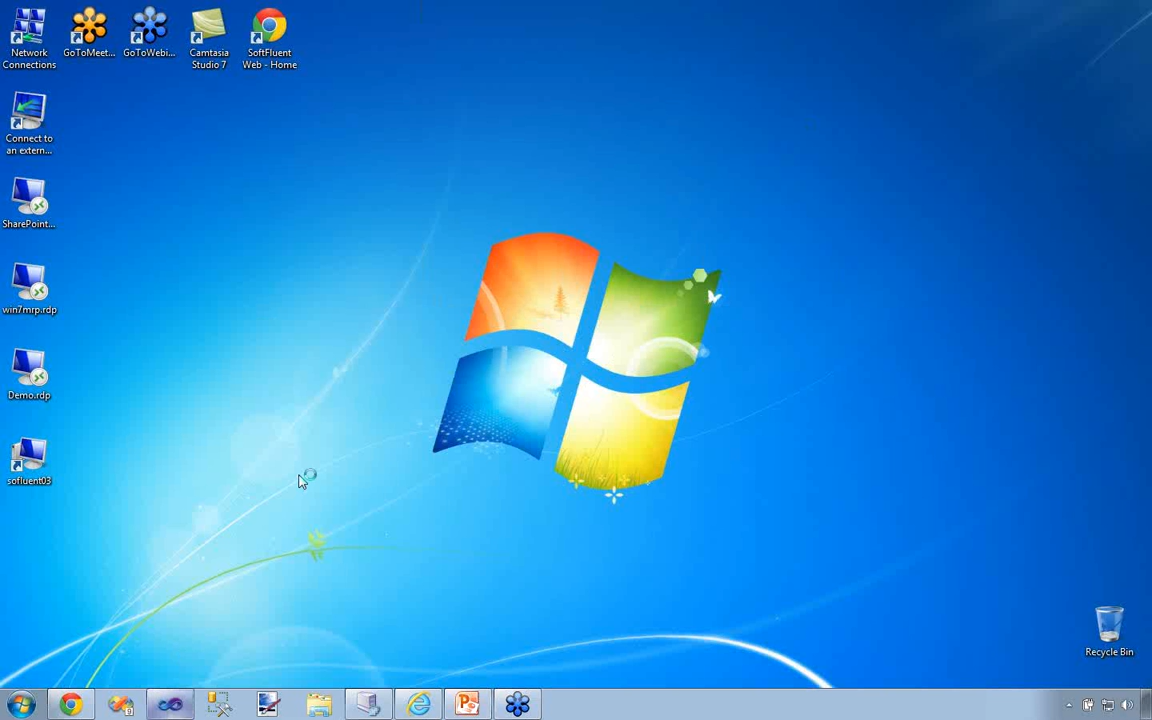 Network
Connections
GoToMeet...
GoToWebi...
Camtasia
Studio 7
SoftFluent
Web - Home
Connect to
an extern...
SharePoint...
win7mrp.rdp
Demo.rdp
sofluent03
Recycle Bin
9